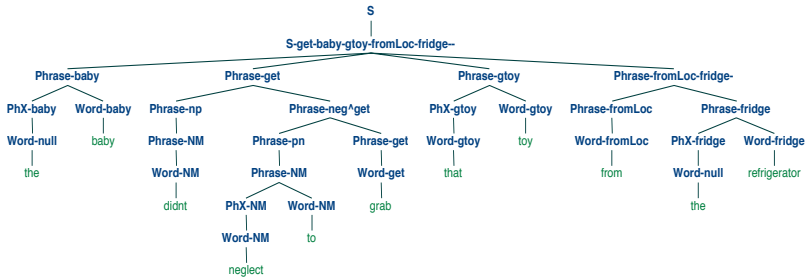 S
S-get-baby-gtoy-fromLoc-fridge--
Phrase-baby Phrase-get Phrase-gtoy Phrase-fromLoc-fridge-
PhX-baby Word-baby Phrase-np Phrase-neg^get PhX-gtoy Word-gtoy Phrase-fromLoc Phrase-fridge
Word-null baby Phrase-NM Phrase-pn Phrase-get Word-gtoy toy Word-fromLoc PhX-fridge Word-fridge
the Word-NM Phrase-NM Word-get that from Word-null refrigerator
didnt PhX-NM Word-NM grab the
Word-NM to
neglect